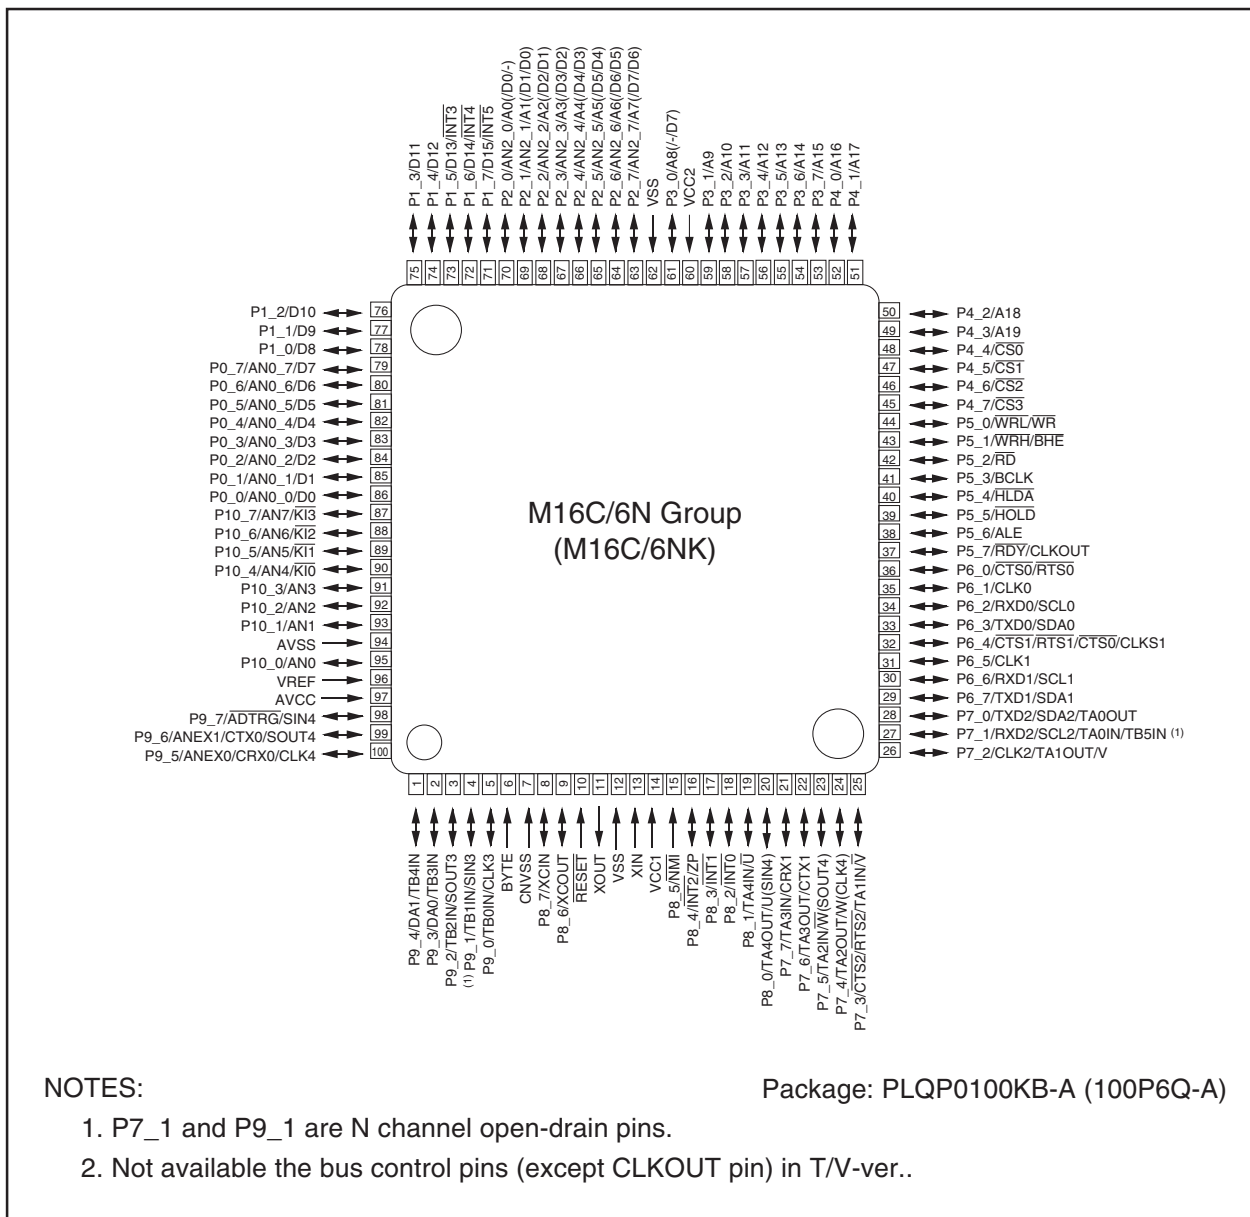 P1_3/D11
P1_4/D12
P1_5/D13/INT3
P1_6/D14/INT4
P1_7/D15/INT5
P2_0/AN2_0/A0(/D0/-)
P2_1/AN2_1/A1(/D1/D0)
P2_2/AN2_2/A2(/D2/D1)
P2_3/AN2_3/A3(/D3/D2)
P2_4/AN2_4/A4(/D4/D3)
P2_5/AN2_5/A5(/D5/D4)
P2_6/AN2_6/A6(/D6/D5)
P2_7/AN2_7/A7(/D7/D6)
VSS
P3_0/A8(/-/D7)
VCC2
P3_1/A9
P3_2/A10
P3_3/A11
P3_4/A12
P3_5/A13
P3_6/A14
P3_7/A15
P4_0/A16
P4_1/A17
75 74 73 72 71 70 69 68 67 66 65 64 63 62 61 60 59 58 57 56 55 54 53 52 51
P1_2/D10 76
P1_1/D9 77
P1_0/D8 78
P0_7/AN0_7/D7 79
P0_6/AN0_6/D6 80
P0_5/AN0_5/D5 81
P0_4/AN0_4/D4 82
P0_3/AN0_3/D3 83
P0_2/AN0_2/D2 84
P0_1/AN0_1/D1 85
P0_0/AN0_0/D0 86
P10_7/AN7/KI3 87
P10_6/AN6/KI2 88
P10_5/AN5/KI1 89
P10_4/AN4/KI0 90
P10_3/AN3 91
P10_2/AN2 92
P10_1/AN1 93
AVSS 94
P10_0/AN0 95
VREF 96
AVCC 97
P9_7/ADTRG/SIN4 98
P9_6/ANEX1/CTX0/SOUT4 99
P9_5/ANEX0/CRX0/CLK4 100
M16C/6N Group
(M16C/6NK)
50 P4_2/A18
49 P4_3/A19
48 P4_4/CS0
47 P4_5/CS1
46 P4_6/CS2
45 P4_7/CS3
44 P5_0/WRL/WR
43 P5_1/WRH/BHE
42 P5_2/RD
41 P5_3/BCLK
40 P5_4/HLDA
39 P5_5/HOLD
38 P5_6/ALE
37 P5_7/RDY/CLKOUT
36 P6_0/CTS0/RTS0
35 P6_1/CLK0
34 P6_2/RXD0/SCL0
33 P6_3/TXD0/SDA0
32 P6_4/CTS1/RTS1/CTS0/CLKS1
31 P6_5/CLK1
30 P6_6/RXD1/SCL1
29 P6_7/TXD1/SDA1
28 P7_0/TXD2/SDA2/TA0OUT
27 P7_1/RXD2/SCL2/TA0IN/TB5IN (1)
26 P7_2/CLK2/TA1OUT/V
1 2 3 4 5 6 7 8 9 10 11 12 13 14 15 16 17 18 19 20 21 22 23 24 25
P9_4/DA1/TB4IN
P9_3/DA0/TB3IN
P9_2/TB2IN/SOUT3
(1) P9_1/TB1IN/SIN3
P9_0/TB0IN/CLK3
BYTE
CNVSS
P8_7/XCIN
P8_6/XCOUT
RESET
XOUT
VSS
XIN
VCC1
P8_5/NMI
P8_4/INT2/ZP
P8_3/INT1
P8_2/INT0
P8_1/TA4IN/U
P8_0/TA4OUT/U(SIN4)
P7_7/TA3IN/CRX1
P7_6/TA3OUT/CTX1
P7_5/TA2IN/W(SOUT4)
P7_4/TA2OUT/W(CLK4)
P7_3/CTS2/RTS2/TA1IN/V
NOTES:
Package: PLQP0100KB-A (100P6Q-A)
1. P7_1 and P9_1 are N channel open-drain pins.
2. Not available the bus control pins (except CLKOUT pin) in T/V-ver..